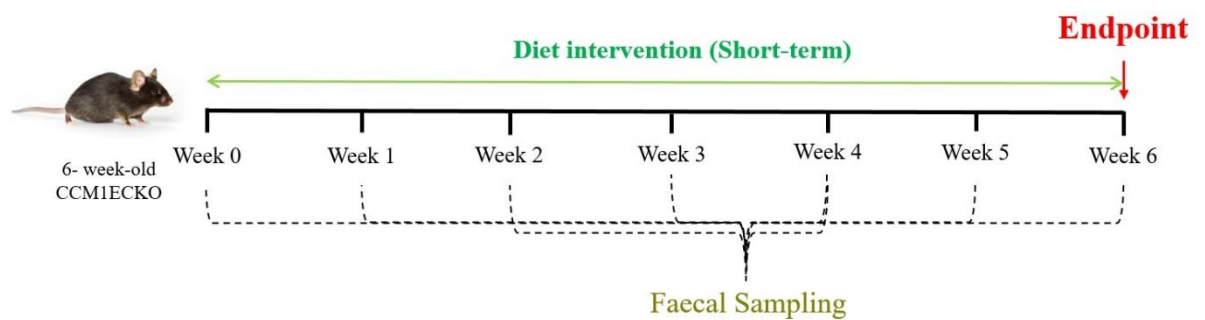 Endpoint
Diet intervention (Short-term)
Week 0
Week 1
Week 2
Week 3
Week 4
Week 5
Week 6
6- week-old
CCM1ECKO
Faecal Sampling